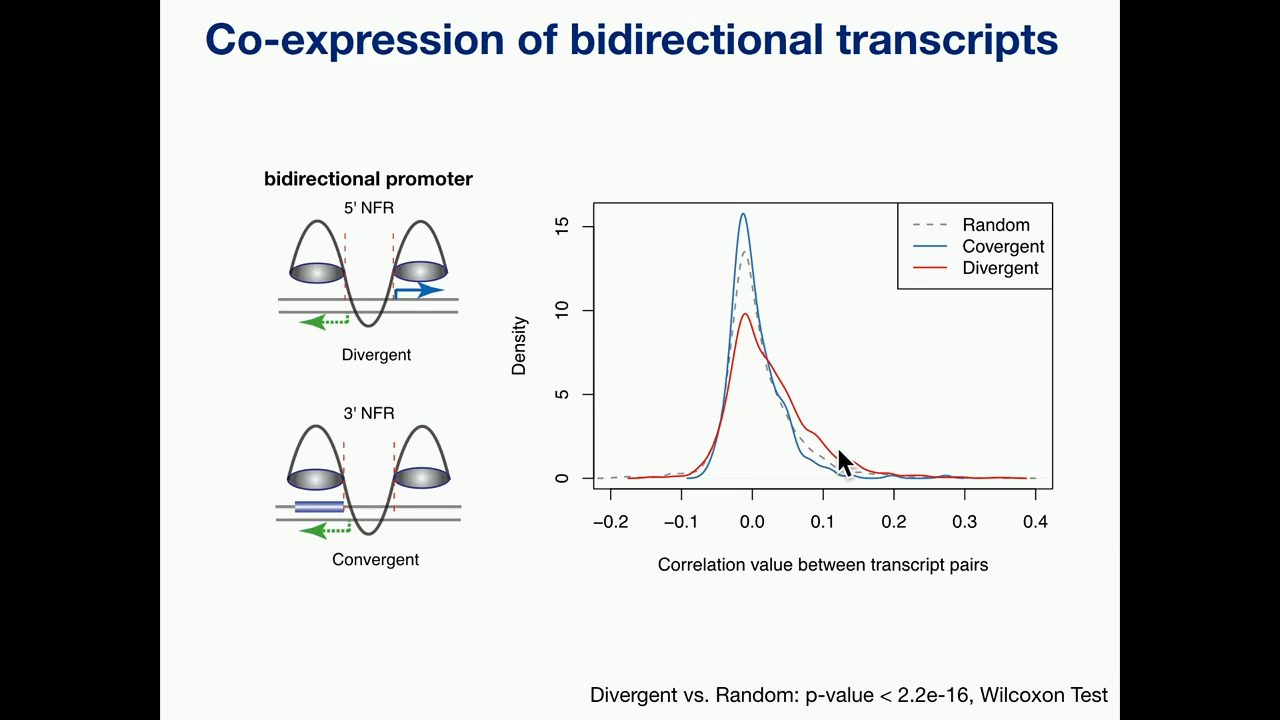 Co-expression of bidirectional transcripts
bidirectional promoter
5' NFR
Divergent
3' NFR
Convergent
Density
15
10
5
0
Random
Covergent
Divergent
−0.2 −0.1 0.0 0.1 0.2 0.3 0.4
Correlation value between transcript pairs
Divergent vs. Random: p-value < 2.2e-16, Wilcoxon Test